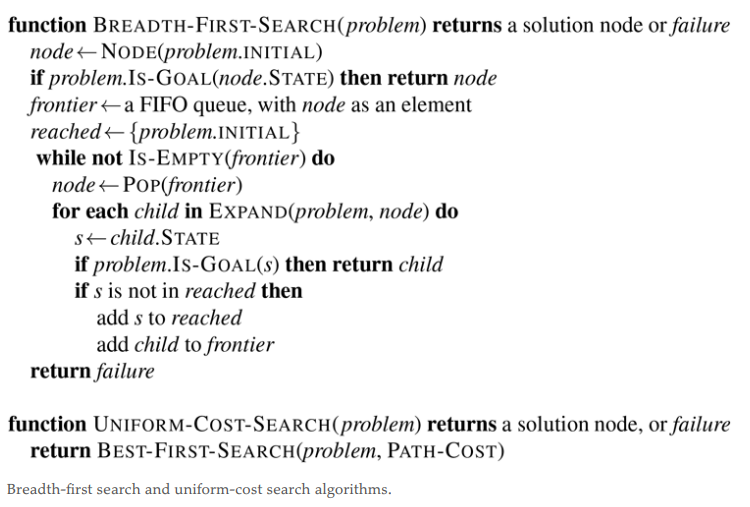 function BREADTH-FIRST-SEARCH(problem) returns a solution node or failure
node←NODE(problem.INITIAL)
if problem.IS-GOAL(node.STATE) then return node
frontier←a FIFO queue, with node as an element
reached←{problem.INITIAL}
while not IS-EMPTY(frontier) do
node←POP(frontier)
for each child in EXPAND(problem, node) do
s←child.STATE
if problem.IS-GOAL(s) then return child
if s is not in reached then
add s to reached
add child to frontier
return failure
function UNIFORM-COST-SEARCH(problem) returns a solution node, or failure
return BEST-FIRST-SEARCH(problem, PATH-COST)
Breadth-first search and uniform-cost search algorithms.